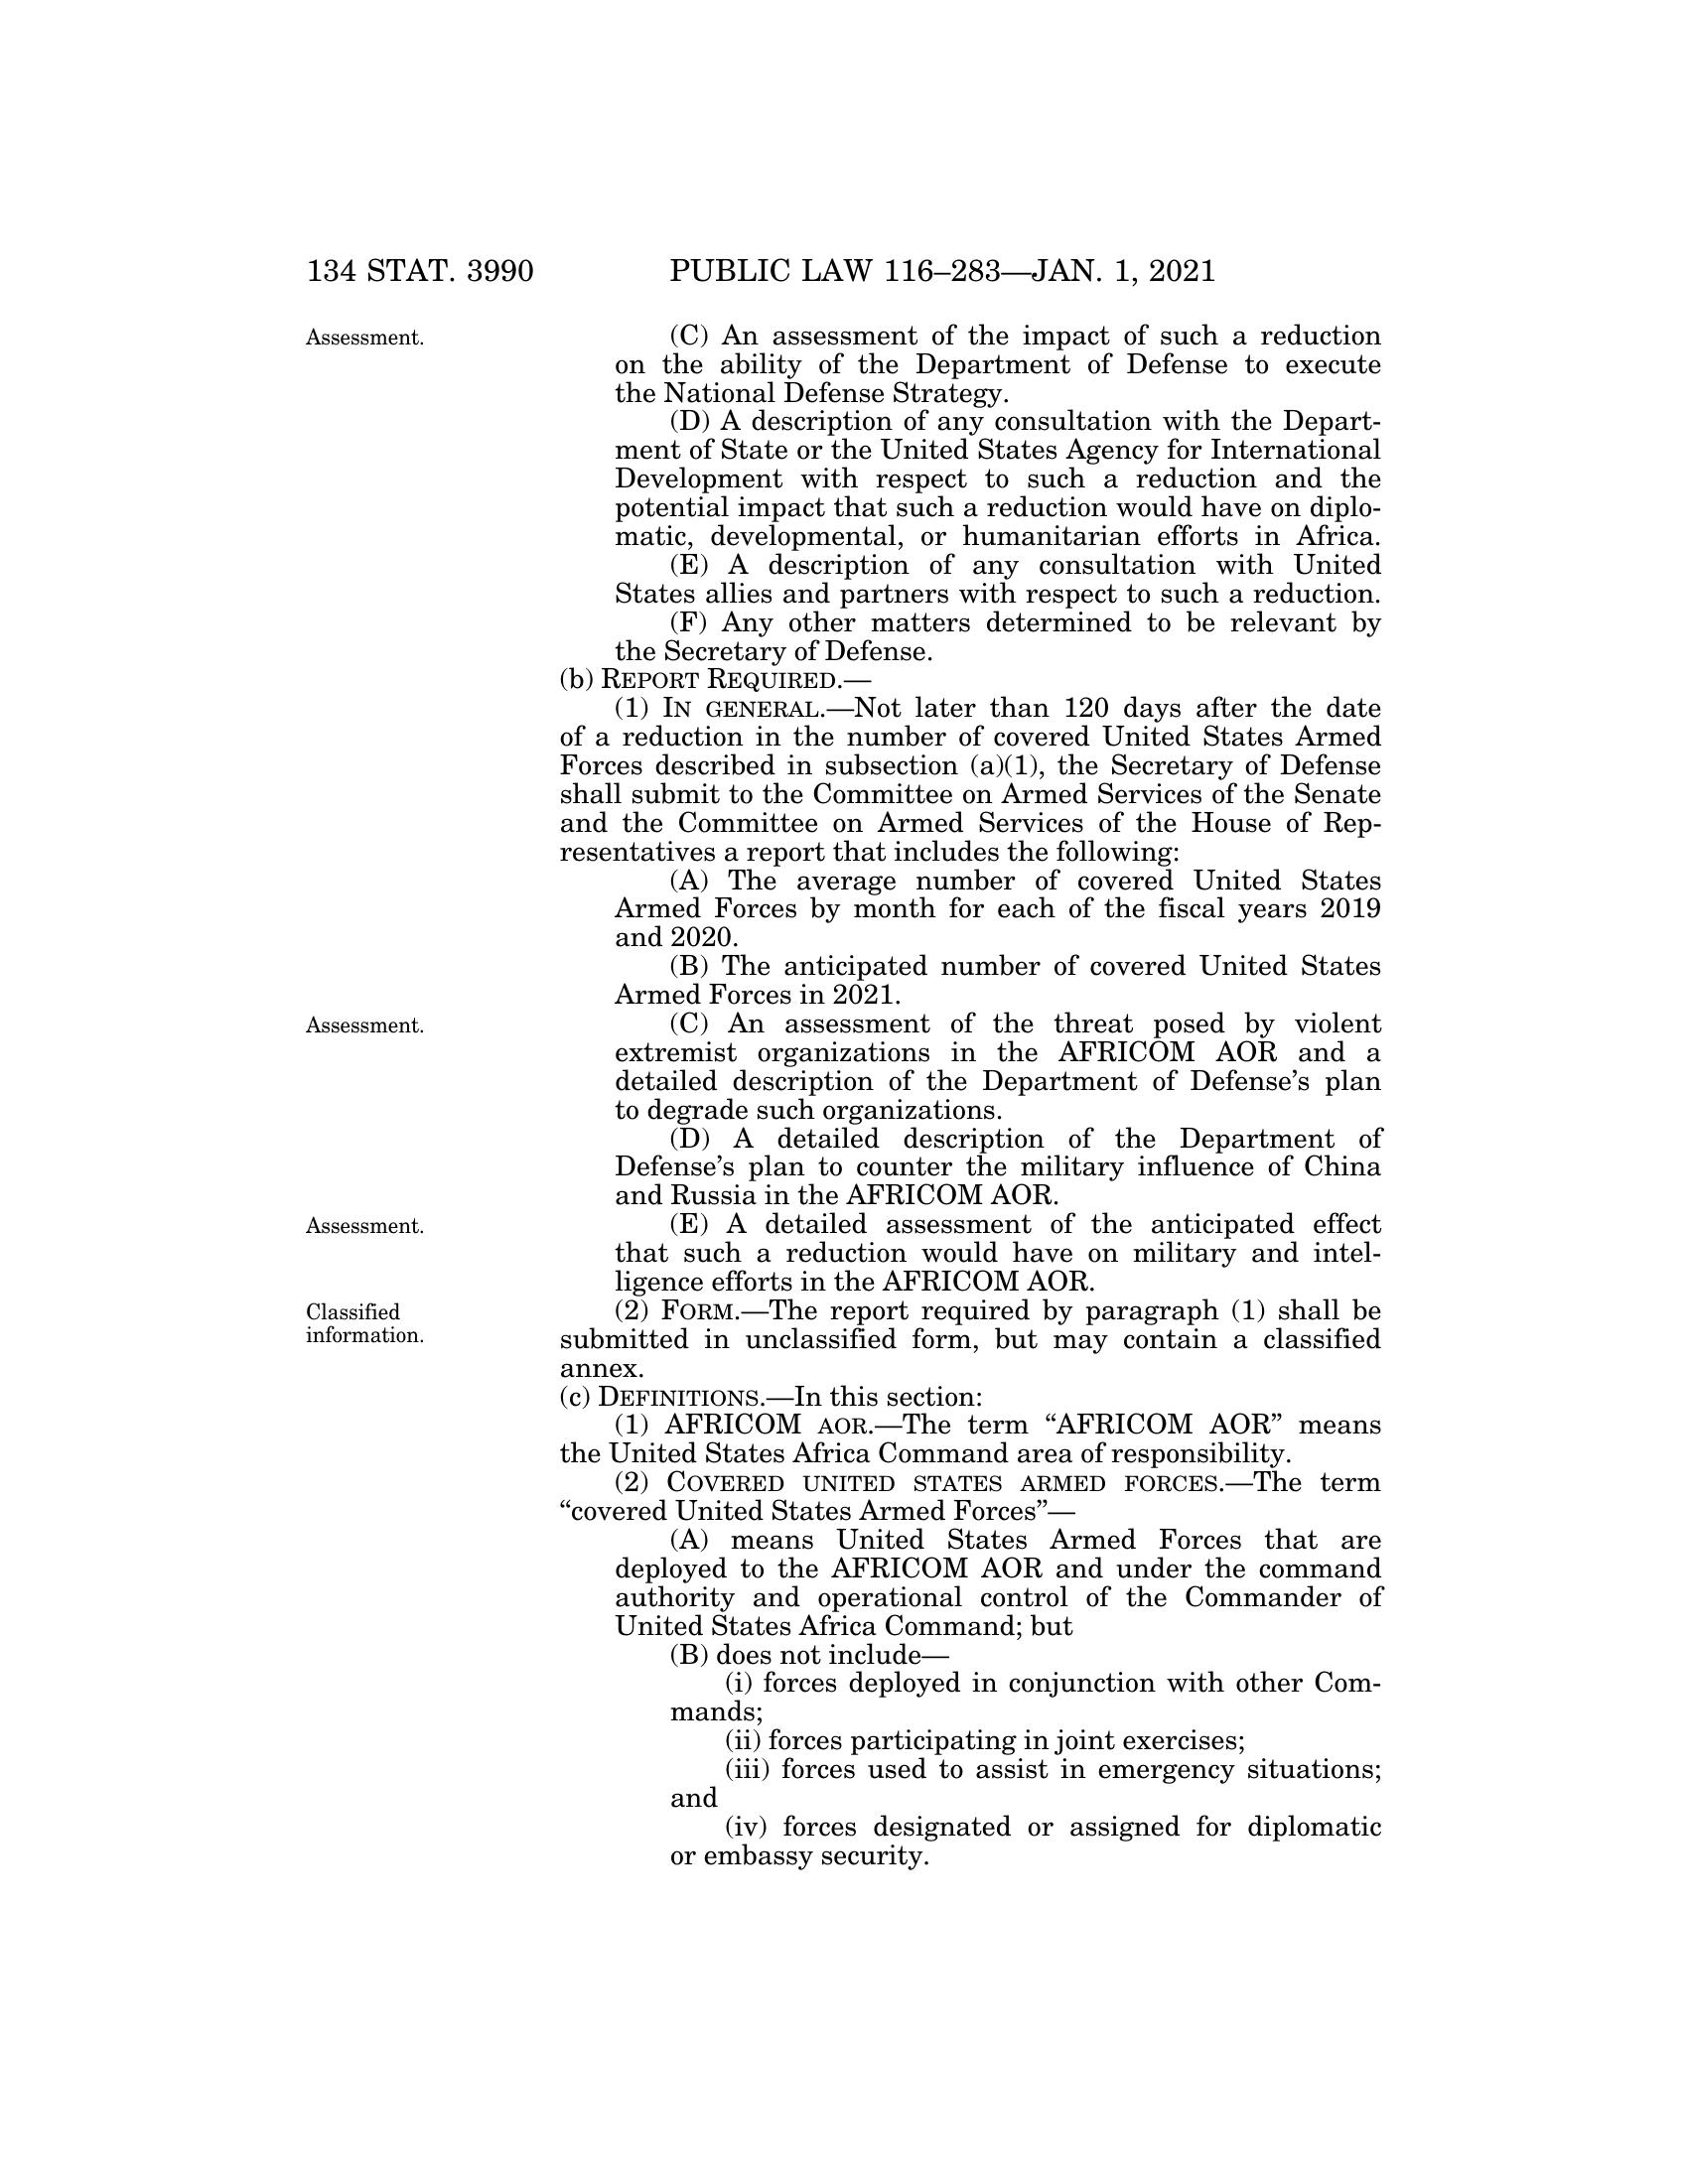 134 STAT. 3990 PUBLIC LAW 116–283—JAN. 1, 2021
Assessment.
(C) An assessment of the impact of such a reduction
on the ability of the Department of Defense to execute
the National Defense Strategy.
(D) A description of any consultation with the Depart-
ment of State or the United States Agency for International
Development with respect to such a reduction and the
potential impact that such a reduction would have on diplo-
matic, developmental, or humanitarian efforts in Africa.
(E) A description of any consultation with United
States allies and partners with respect to such a reduction.
(F) Any other matters determined to be relevant by
the Secretary of Defense.
(b) REPORT REQUIRED.—
(1) IN GENERAL.—Not later than 120 days after the date
of a reduction in the number of covered United States Armed
Forces described in subsection (a)(1), the Secretary of Defense
shall submit to the Committee on Armed Services of the Senate
and the Committee on Armed Services of the House of Rep-
resentatives a report that includes the following:
(A) The average number of covered United States
Armed Forces by month for each of the fiscal years 2019
and 2020.
(B) The anticipated number of covered United States
Armed Forces in 2021.
Assessment.
(C) An assessment of the threat posed by violent
extremist organizations in the AFRICOM AOR and a
detailed description of the Department of Defense’s plan
to degrade such organizations.
(D) A detailed description of the Department of
Defense’s plan to counter the military influence of China
and Russia in the AFRICOM AOR.
Assessment.
(E) A detailed assessment of the anticipated effect
that such a reduction would have on military and intel-
ligence efforts in the AFRICOM AOR.
Classified
information.
(2) FORM.—The report required by paragraph (1) shall be
submitted in unclassified form, but may contain a classified
annex.
(c) DEFINITIONS.—In this section:
(1) AFRICOM AOR.—The term “AFRICOM AOR” means
the United States Africa Command area of responsibility.
(2) COVERED UNITED STATES ARMED FORCES.—The term
“covered United States Armed Forces”—
(A) means United States Armed Forces that are
deployed to the AFRICOM AOR and under the command
authority and operational control of the Commander of
United States Africa Command; but
(B) does not include—
(i) forces deployed in conjunction with other Com-
mands;
(ii) forces participating in joint exercises;
(iii) forces used to assist in emergency situations;
and
(iv) forces designated or assigned for diplomatic
or embassy security.